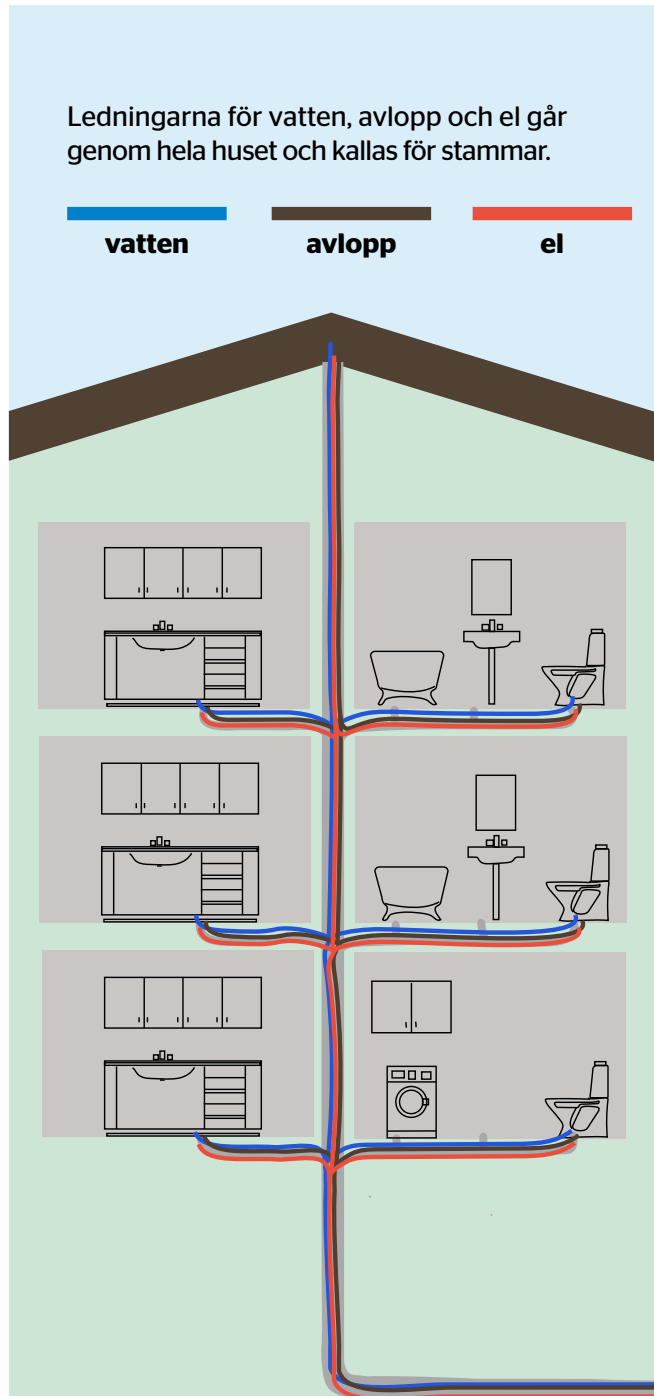 Ledningarna för vatten, avlopp och el går
genom hela huset och kallas för stammar.
vatten avlopp el